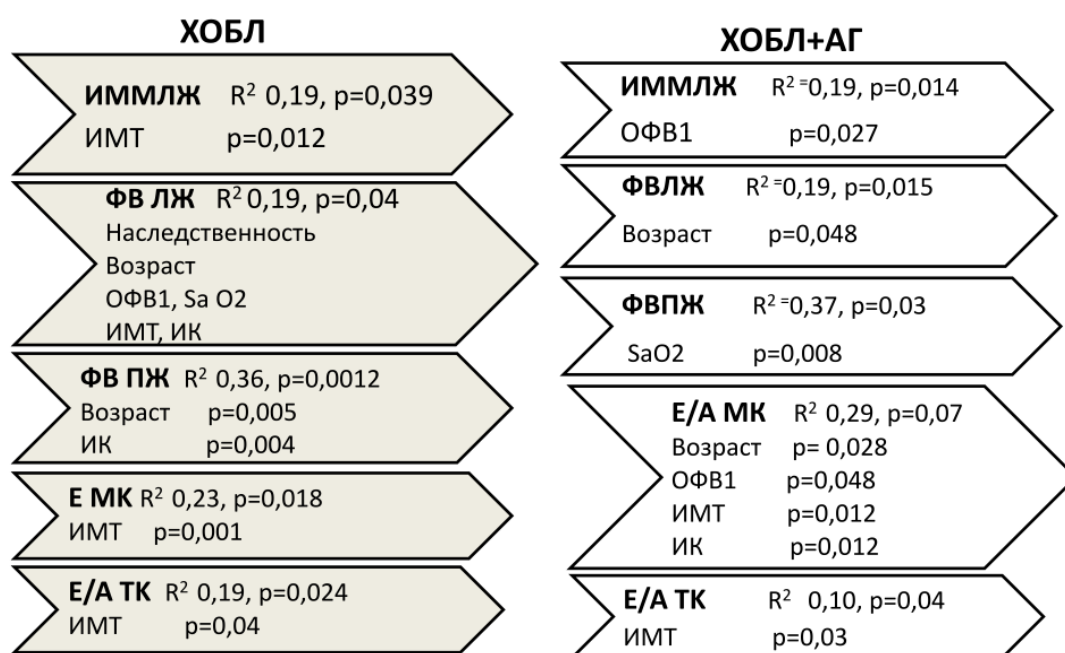 ХОБЛ
ИММЛЖ R² 0,19, p=0,039
ИМТ p=0,012
ФВ ЛЖ R² 0,19, p=0,04
Наследственность
Возраст
ОФВ1, Sa O2
ИМТ, ИК
ФВ ПЖ R² 0,36, p=0,0012
Возраст p=0,005
ИК p=0,004
Е МК R² 0,23, p=0,018
ИМТ p=0,001
Е/А ТК R² 0,19, p=0,024
ИМТ p=0,04
ХОБЛ+АГ
ИММЛЖ R² =0,19, p=0,014
ОФВ1 p=0,027
ФВЛЖ R² =0,19, p=0,015
Возраст p=0,048
ФВПЖ R² =0,37, p=0,03
SaO2 p=0,008
Е/А МК R² 0,29, p=0,07
Возраст p= 0,028
ОФВ1 p=0,048
ИМТ p=0,012
ИК p=0,012
Е/А ТК R² 0,10, p=0,04
ИМТ p=0,03